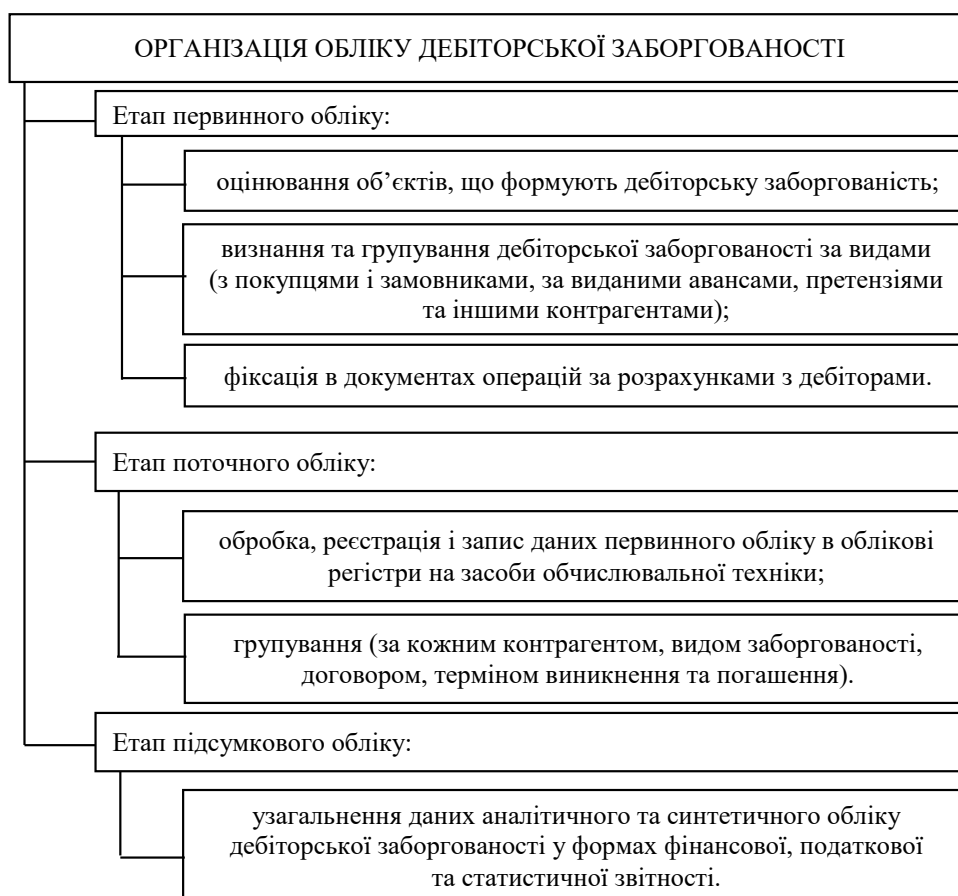 ОРГАНІЗАЦІЯ ОБЛІКУ ДЕБІТОРСЬКОЇ ЗАБОРГОВАНОСТІ
Етап первинного обліку:
оцінювання об’єктів, що формують дебіторську заборгованість;
визнання та групування дебіторської заборгованості за видами
(з покупцями і замовниками, за виданими авансами, претензіями
та іншими контрагентами);
фіксація в документах операцій за розрахунками з дебіторами.
Етап поточного обліку:
обробка, реєстрація і запис даних первинного обліку в облікові
регістри на засоби обчислювальної техніки;
групування (за кожним контрагентом, видом заборгованості,
договором, терміном виникнення та погашення).
Етап підсумкового обліку:
узагальнення даних аналітичного та синтетичного обліку
дебіторської заборгованості у формах фінансової, податкової
та статистичної звітності.